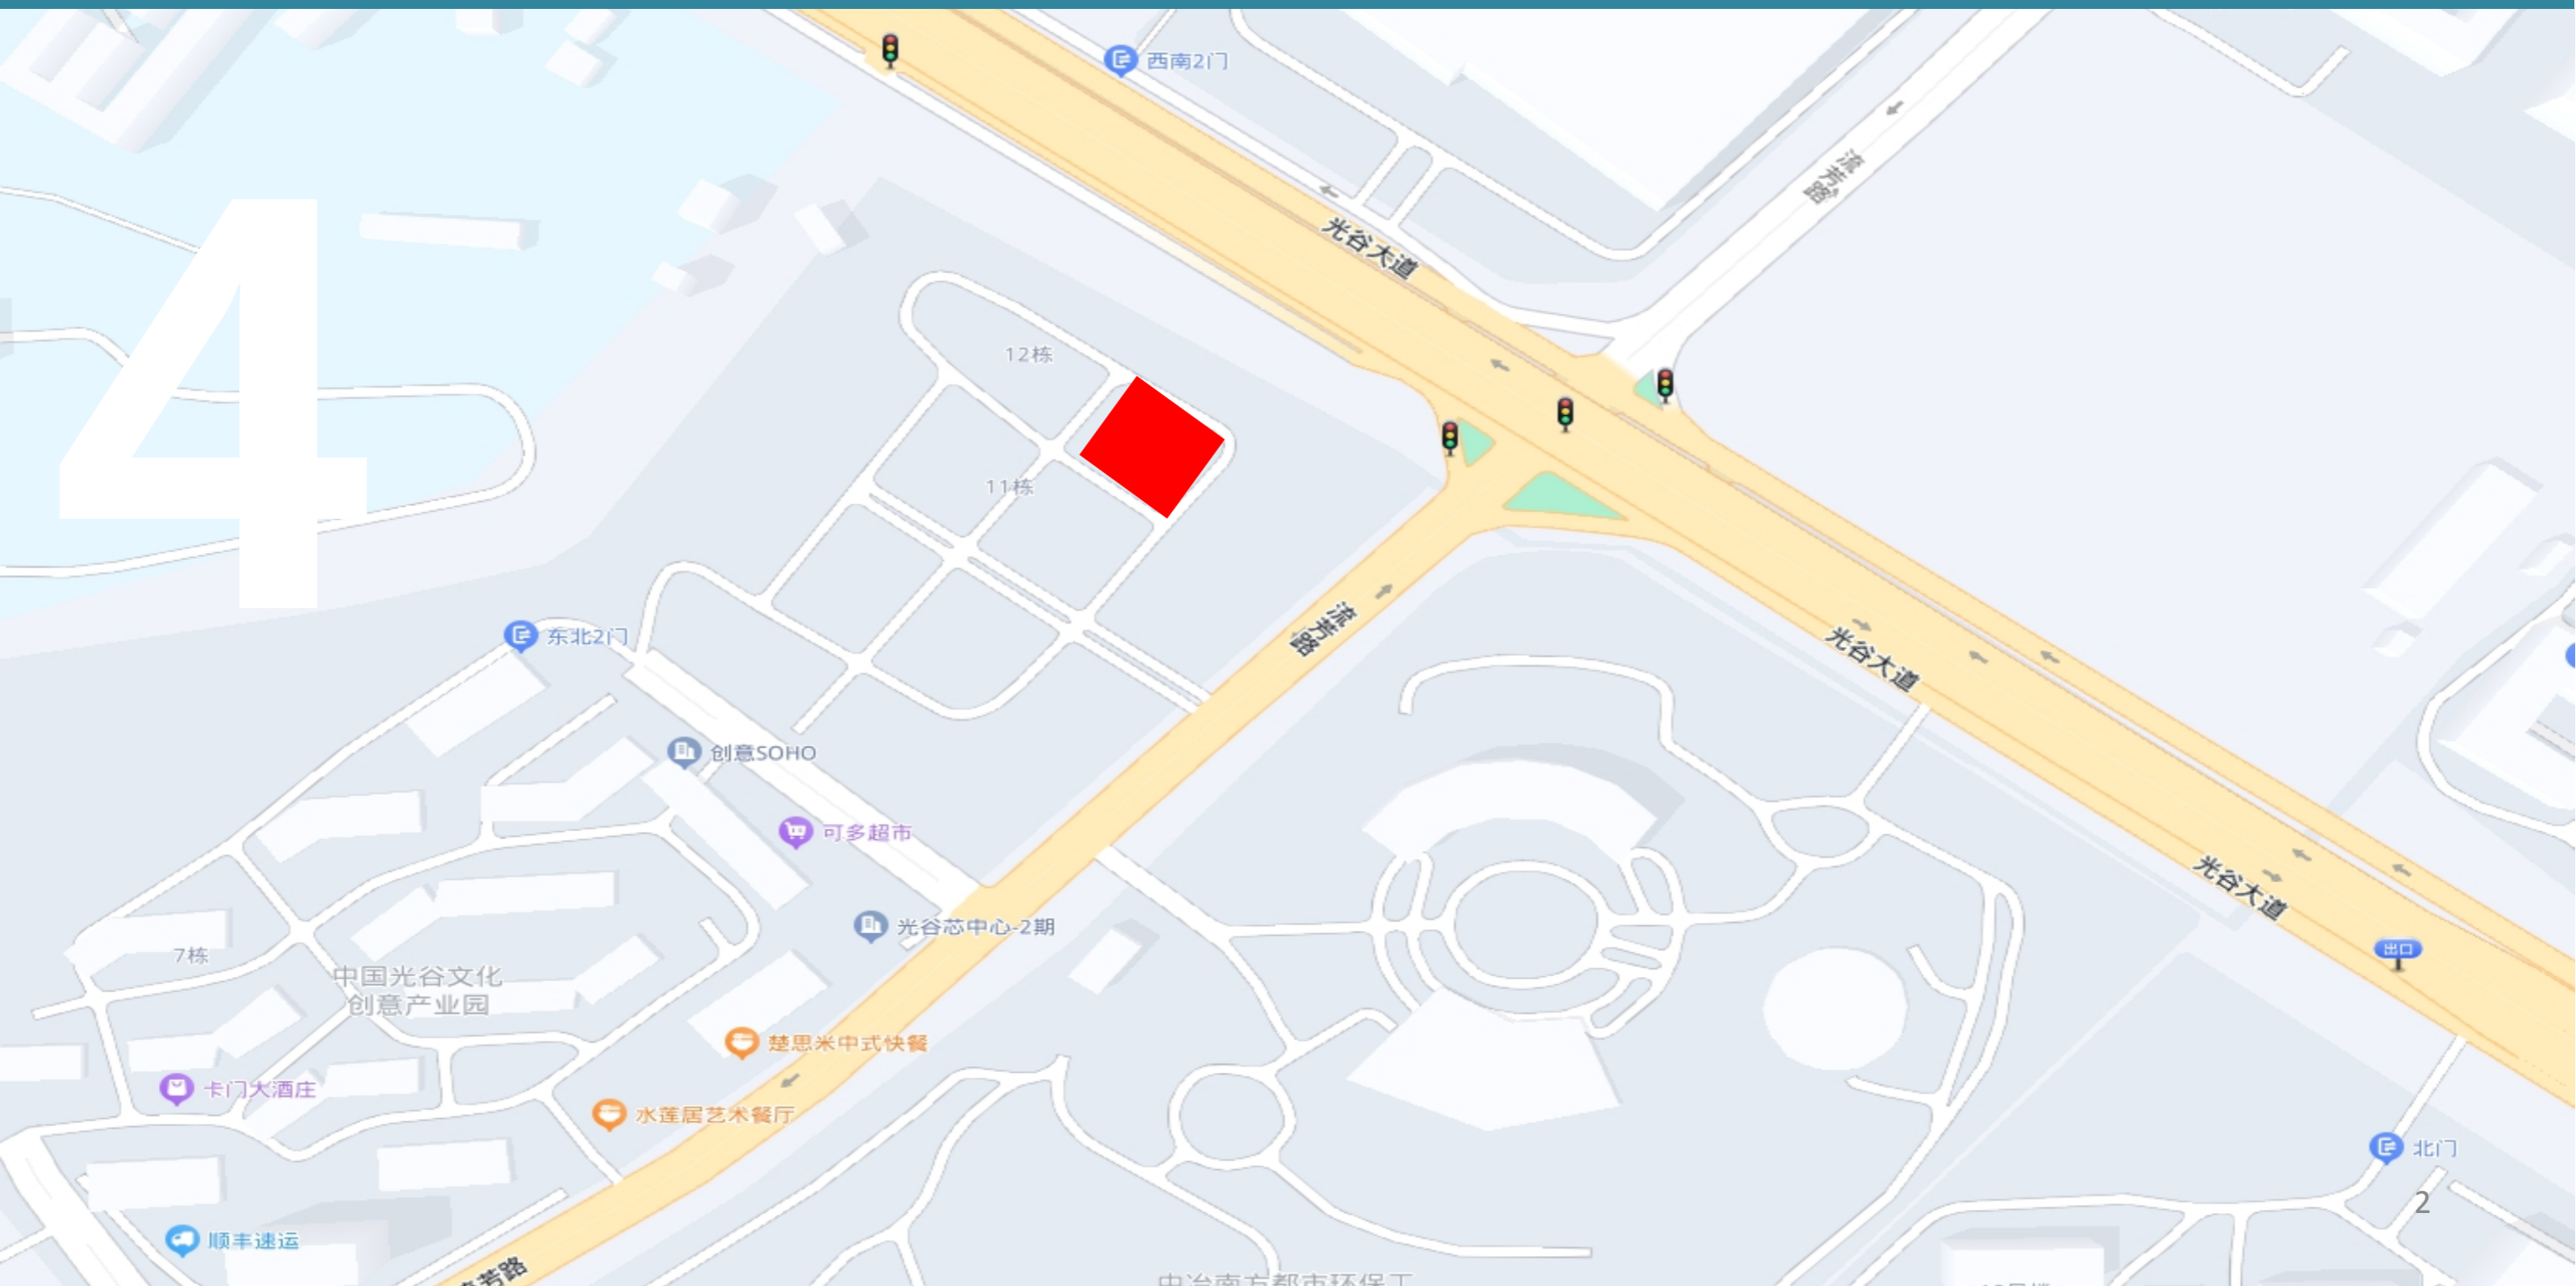 西南2门
流芳路
光谷大道
4
12栋
11栋
流芳路
东北2门
光谷大道
创意SOHO
可多超市
光谷大道
光谷芯中心-2期
出口
7栋
中国光谷文化
创意产业园
楚思米中式快餐
卡门大酒庄
水莲居艺术餐厅
北门
2
顺丰速运
流芳路